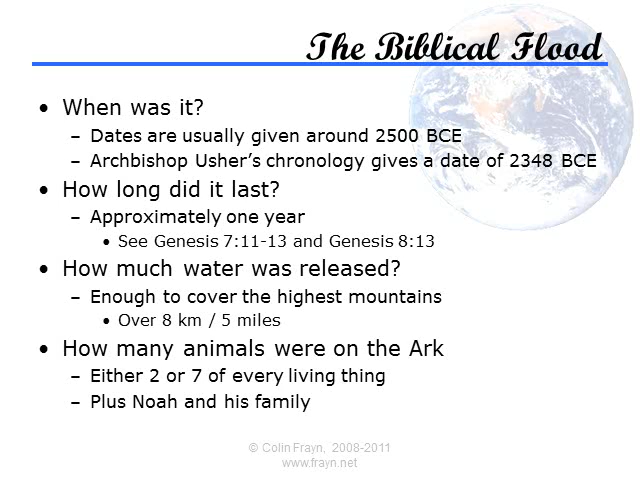 The Biblical Flood
• When was it?
– Dates are usually given around 2500 BCE
– Archbishop Usher’s chronology gives a date of 2348 BCE
• How long did it last?
– Approximately one year
• See Genesis 7:11-13 and Genesis 8:13
• How much water was released?
– Enough to cover the highest mountains
• Over 8 km / 5 miles
• How many animals were on the Ark
– Either 2 or 7 of every living thing
– Plus Noah and his family
© Colin Frayn, 2008-2011
www.frayn.net